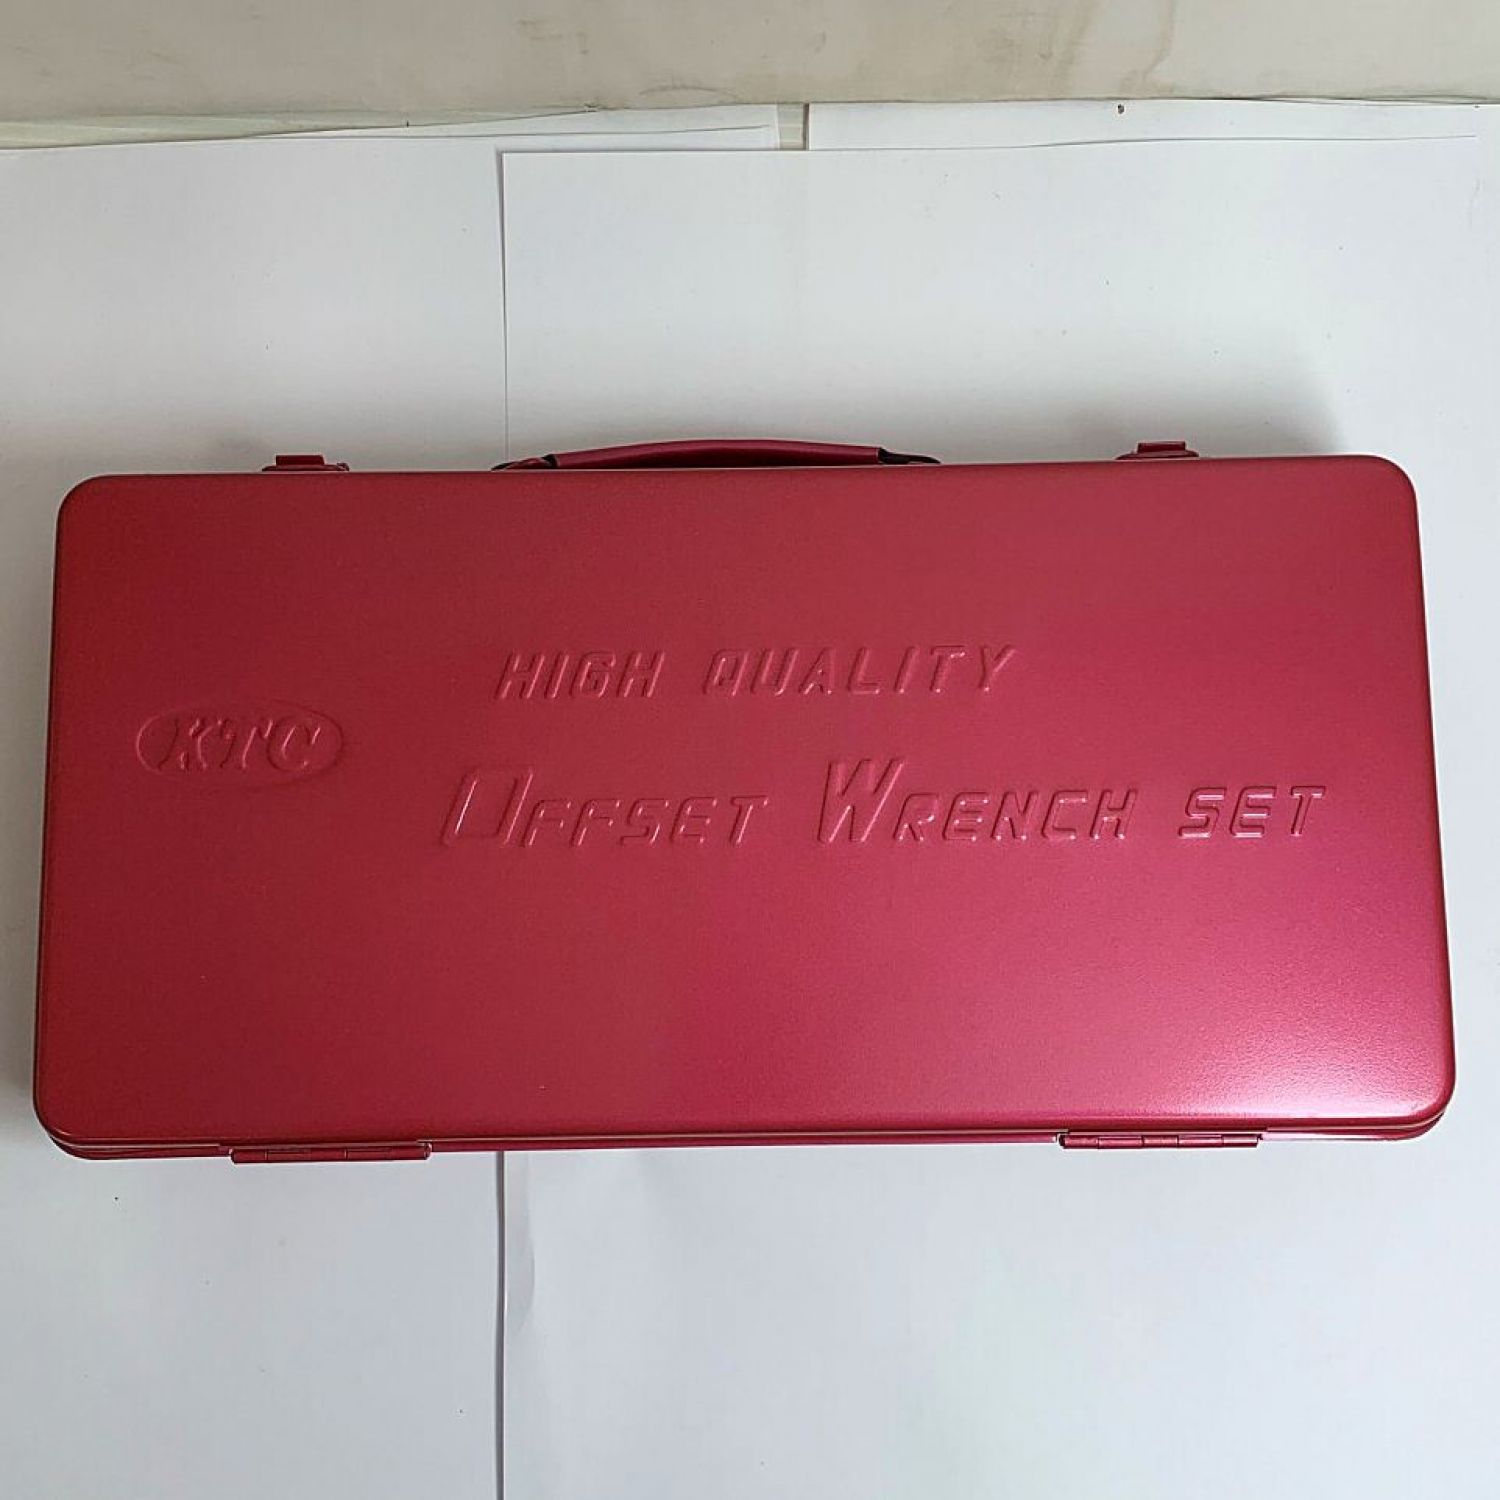 HIGH QUALITY
KTC
OFFSET WRENCH SET